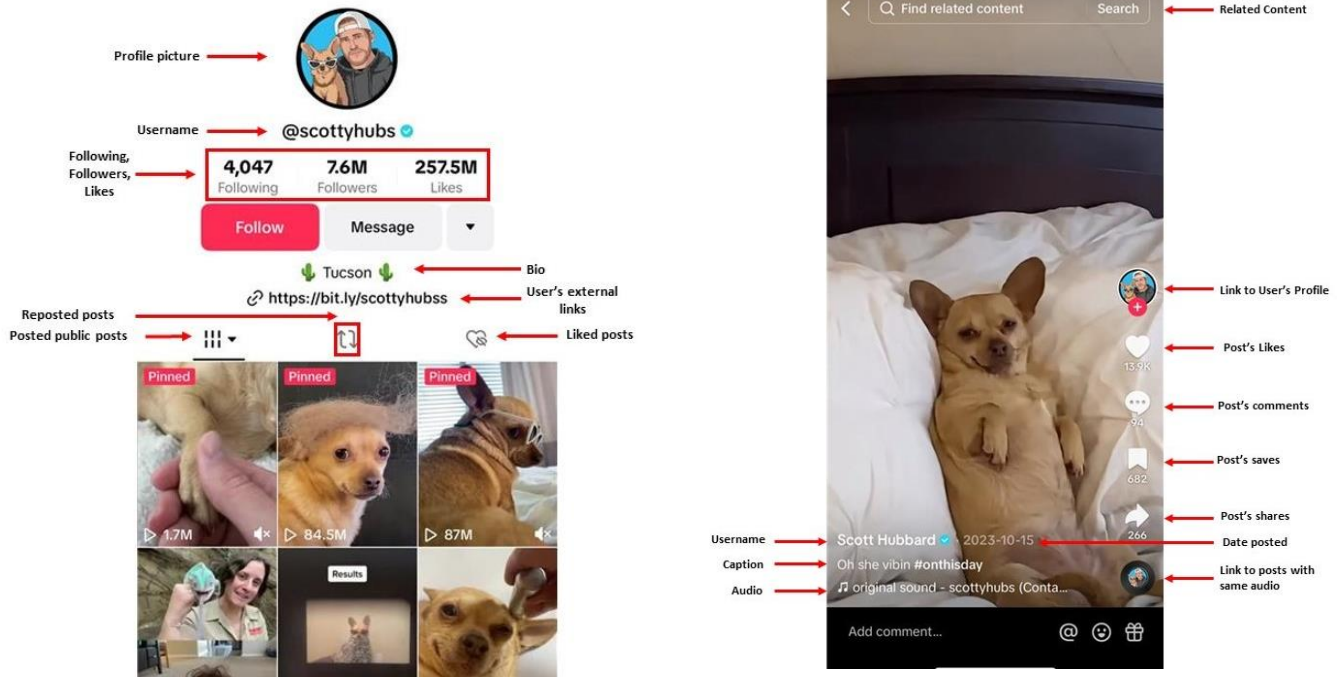 Profile picture
Username
@scottyhubs
Following,
Followers,
Likes
4,047
7.6M
257.5M
Following
Followers
Likes
Follow
Message
Tucson
Bio
https://bit.ly/scottyhubss
User's external
links
Reposted posts
Posted public posts
Liked posts
Pinned
Pinned
Pinned
1.7M
84.5M
87M
Results
Find related content
Search
Related Content
Link to User's Profile
13.9K
Post's Likes
94
Post's comments
682
Post's saves
266
Post's shares
Username
Scott Hubbard · 2023-10-15
Date posted
Caption
Oh she vibin #onthisday
Audio
original sound - scottyhubs (Conta...
Link to posts with
same audio
Add comment...
@